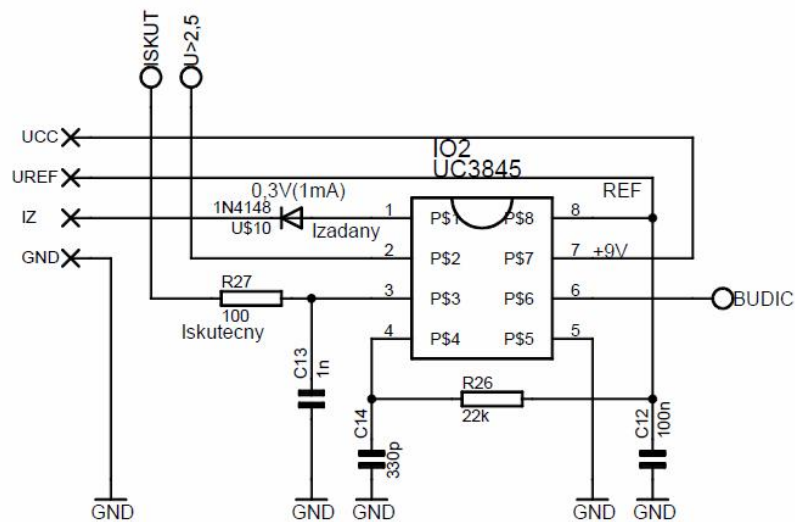 ISKUT
U>2,5
UCC
UREF
IZ
GND
IO2
UC3845
0,3V(1mA)
1N4148
U$10
Izadany
REF
+9V
1
2
3
4
P$1
P$2
P$3
P$4
P$8
P$7
P$6
P$5
8
7
6
5
BUDIC
R27
100
Iskutecny
C13
1n
R26
22k
C14
330p
C12
100n
GND
GND
GND
GND
GND